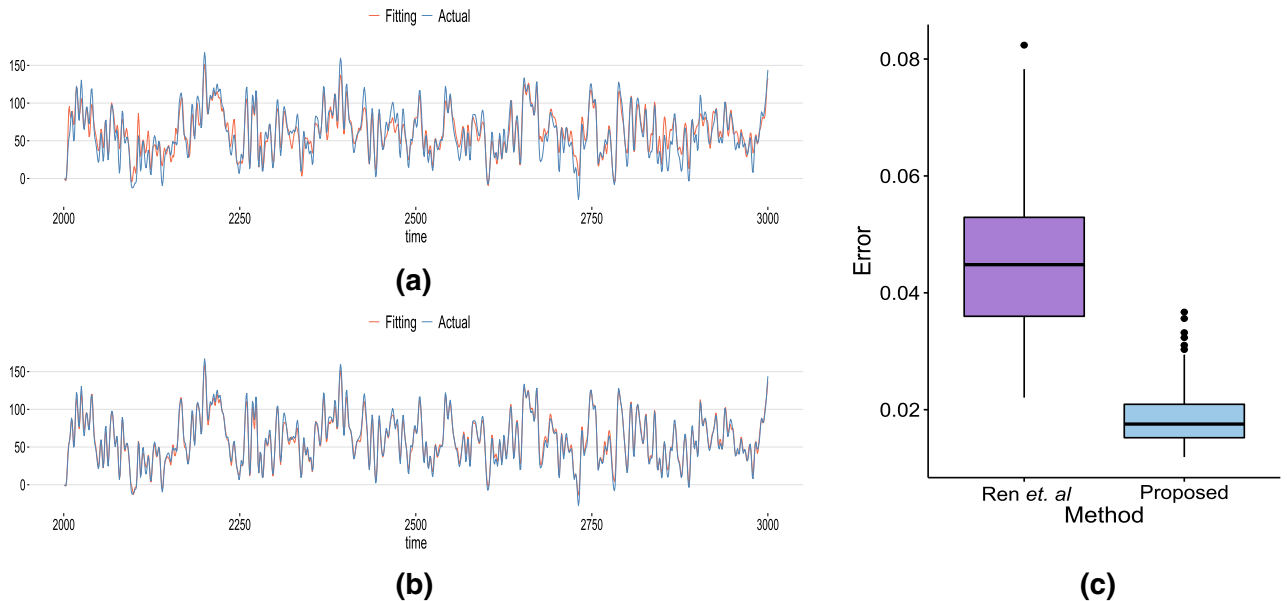 Fitting Actual
150
100
50
0
2000 2250 2500 2750 3000
time
(a)
Fitting Actual
150
100
50
0
2000 2250 2500 2750 3000
time
(b)
0.08
0.06
0.04
0.02
Error
Ren et. al Proposed
Method
(c)